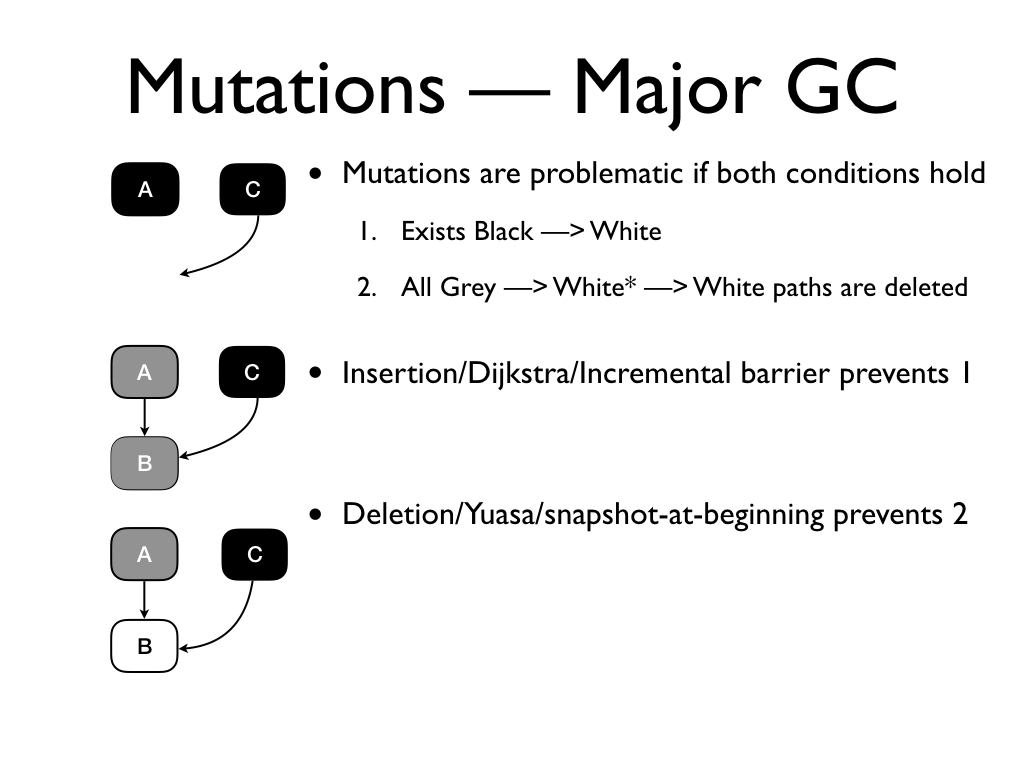 Mutations — Major GC
A
C
• Mutations are problematic if both conditions hold
1. Exists Black —> White
2. All Grey —> White* —> White paths are deleted
A
C
B
• Insertion/Dijkstra/Incremental barrier prevents 1
• Deletion/Yuasa/snapshot-at-beginning prevents 2
A
C
B